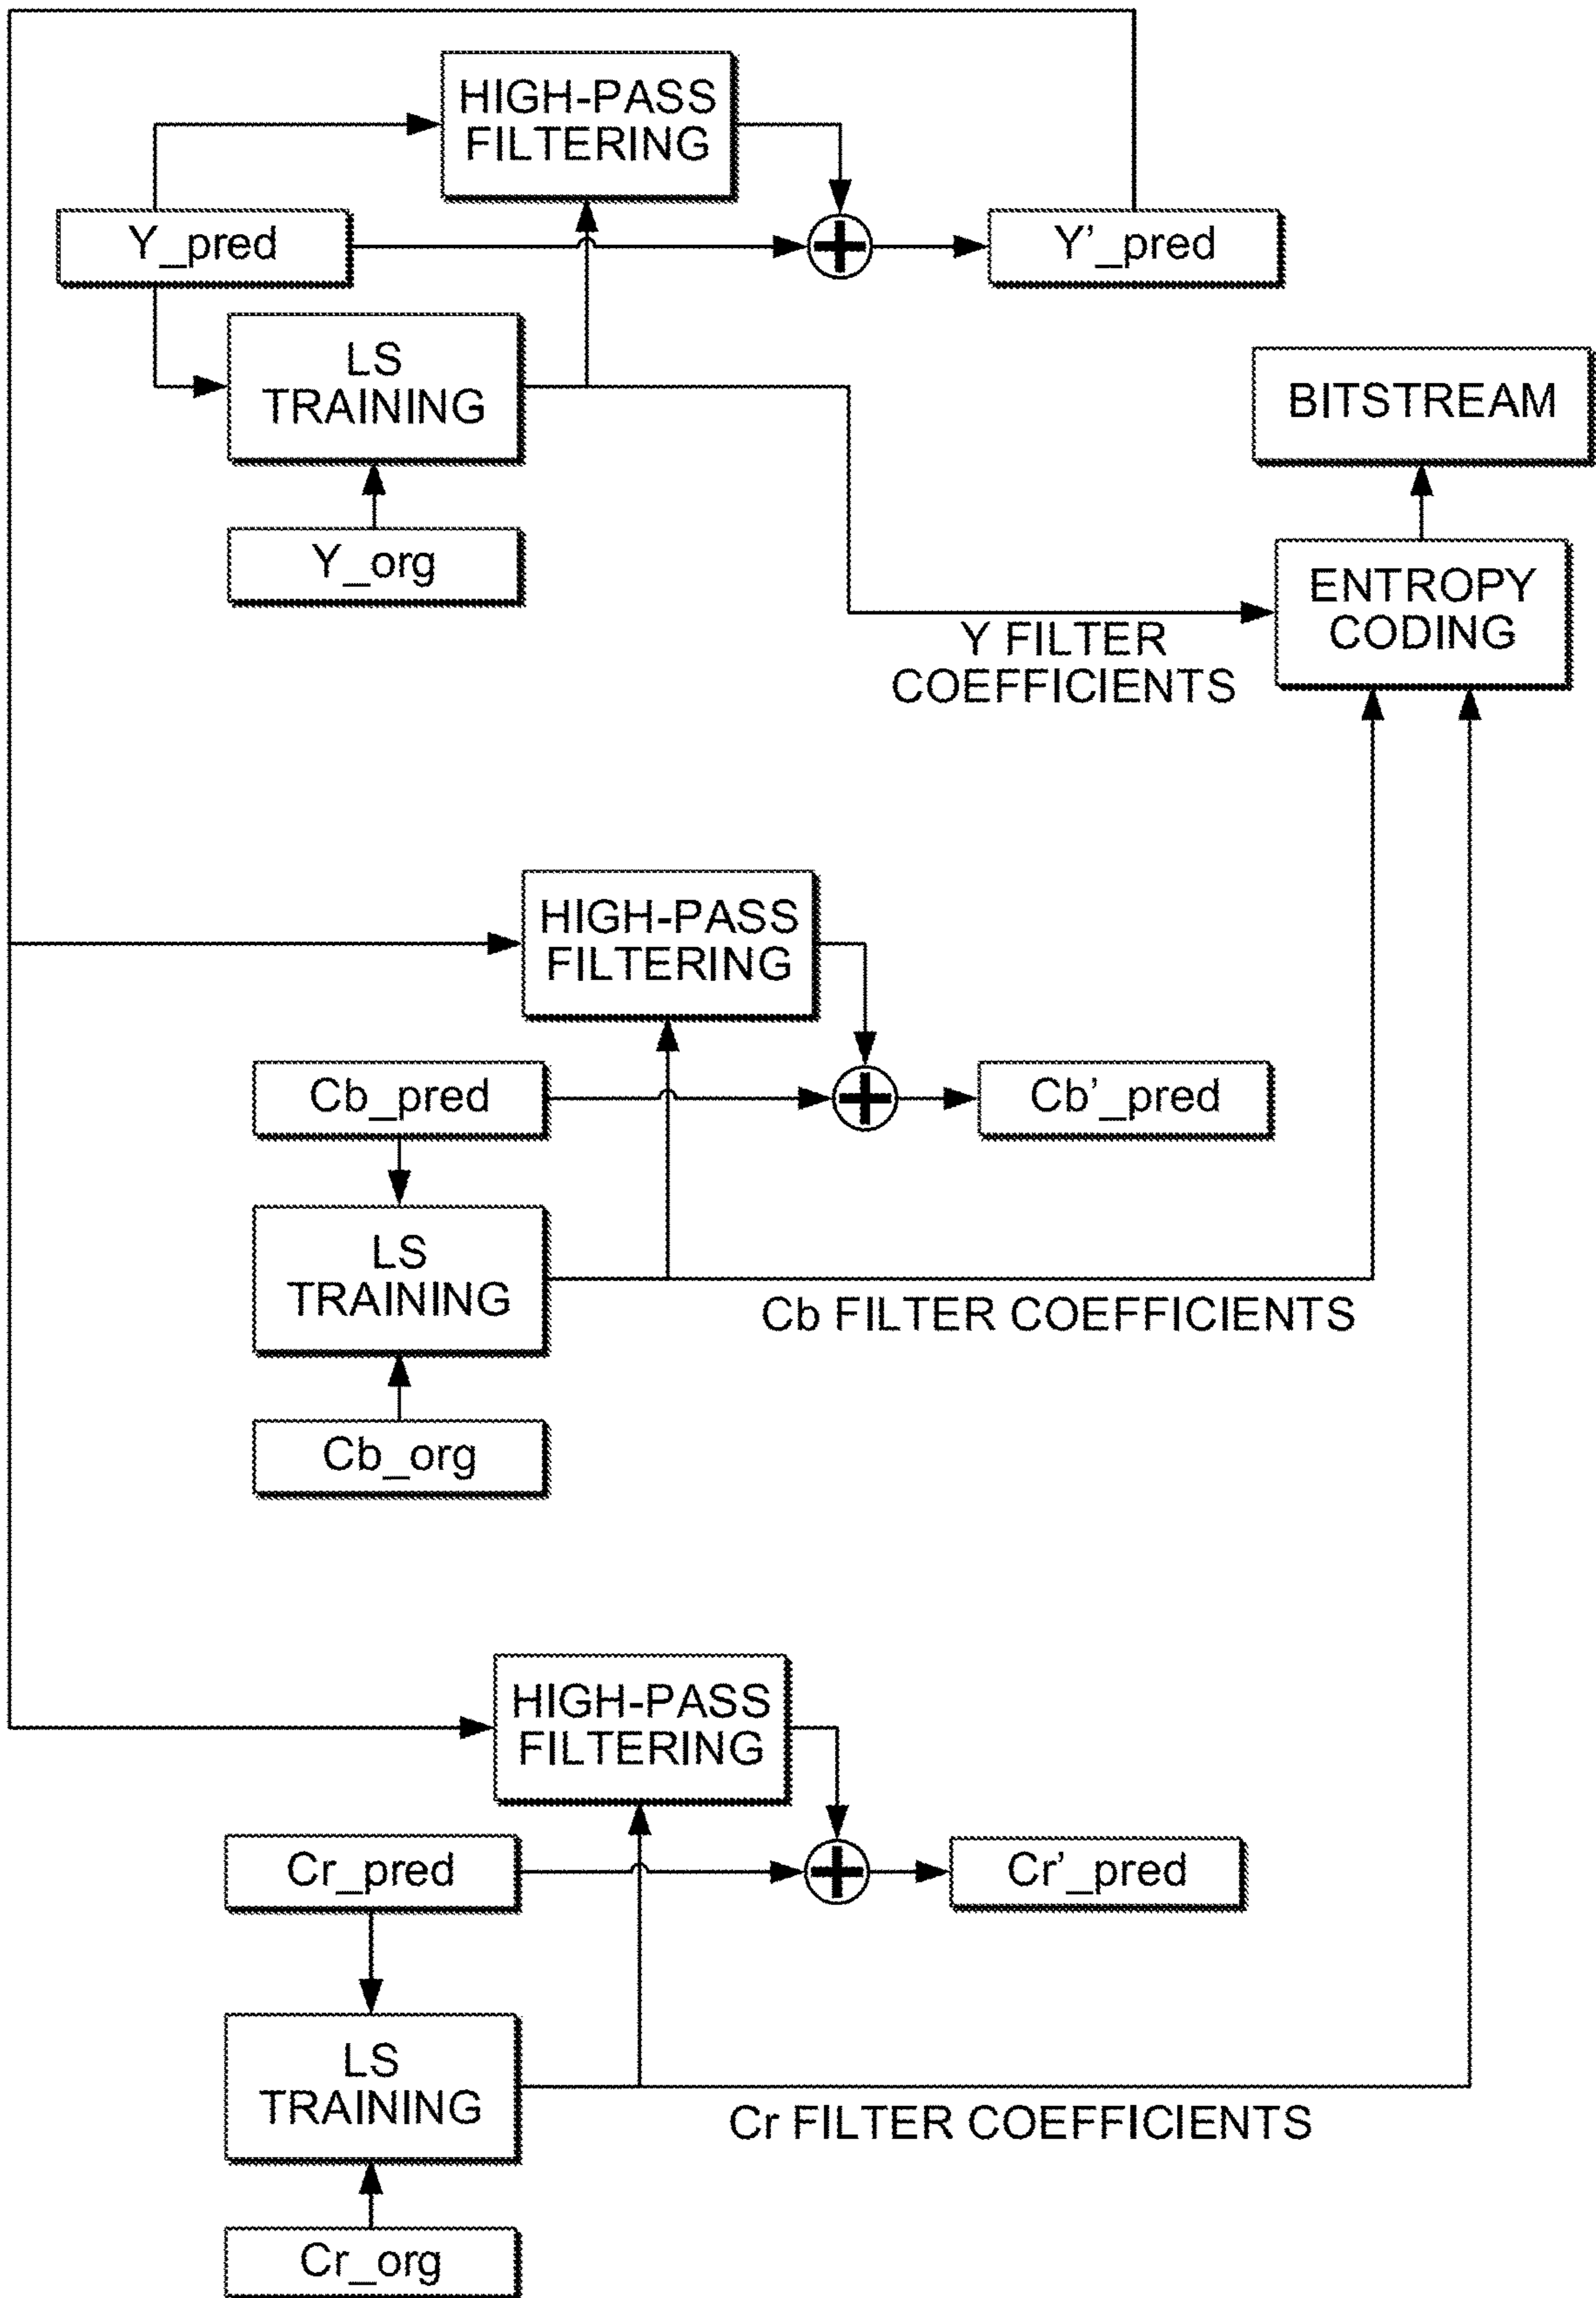 HIGH-PASS
FILTERING
Y_pred
Y’_pred
LS
TRAINING
BITSTREAM
Y_org
ENTROPY
CODING
Y FILTER
COEFFICIENTS
HIGH-PASS
FILTERING
Cb_pred
Cb’_pred
LS
TRAINING
Cb FILTER COEFFICIENTS
Cb_org
HIGH-PASS
FILTERING
Cr_pred
Cr’_pred
LS
TRAINING
Cr FILTER COEFFICIENTS
Cr_org